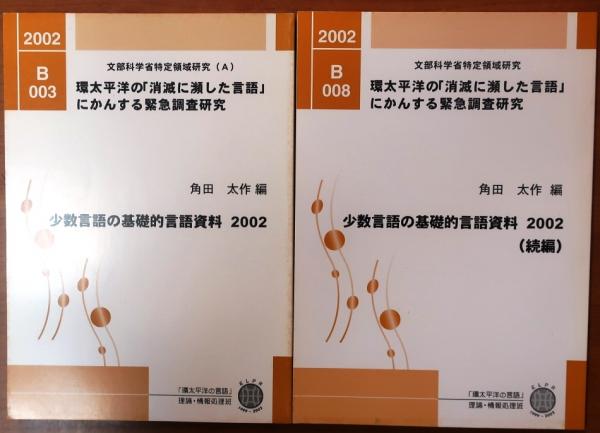 2002
B
003
文部科学省特定領域研究（A）
環太平洋の「消滅に瀕した言語」
にかんする緊急調査研究
角田 太作 編
少数言語の基礎的言語資料 2002
「環太平洋の言語」
理論・情報処理班
ELPR
1999 - 2003
2002
B
008
文部科学省特定領域研究
環太平洋の「消滅に瀕した言語」
にかんする緊急調査研究
角田 太作 編
少数言語の基礎的言語資料 2002
（続編）
「環太平洋の言語」
理論・情報処理班
ELPR
1999 - 2003